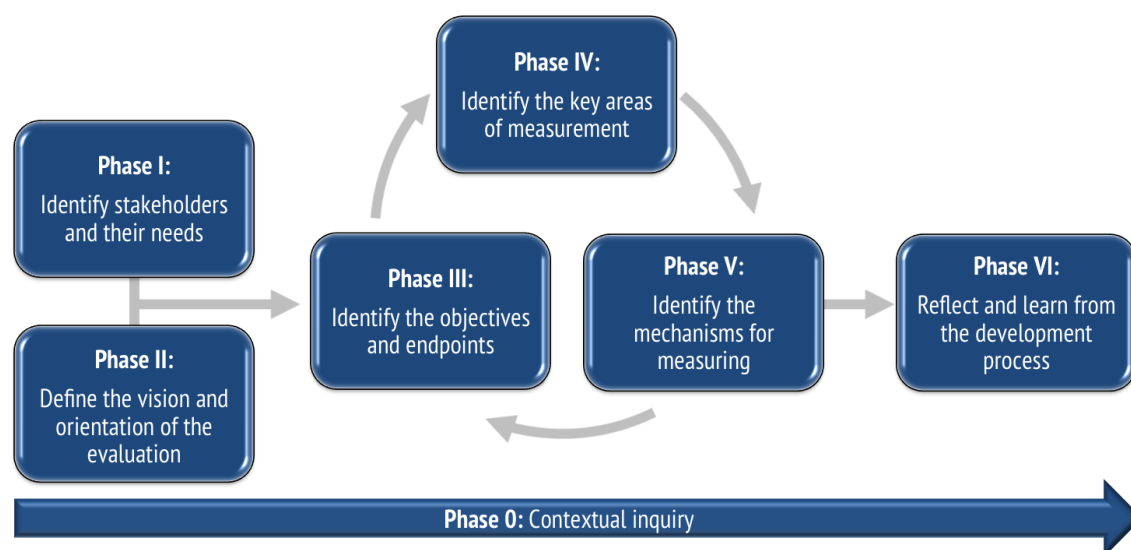 Phase I:
Identify stakeholders
and their needs
Phase II:
Define the vision and
orientation of the
evaluation
Phase III:
Identify the objectives
and endpoints
Phase IV:
Identify the key areas
of measurement
Phase V:
Identify the
mechanisms for
measuring
Phase VI:
Reflect and learn from
the development
process
Phase 0: Contextual inquiry